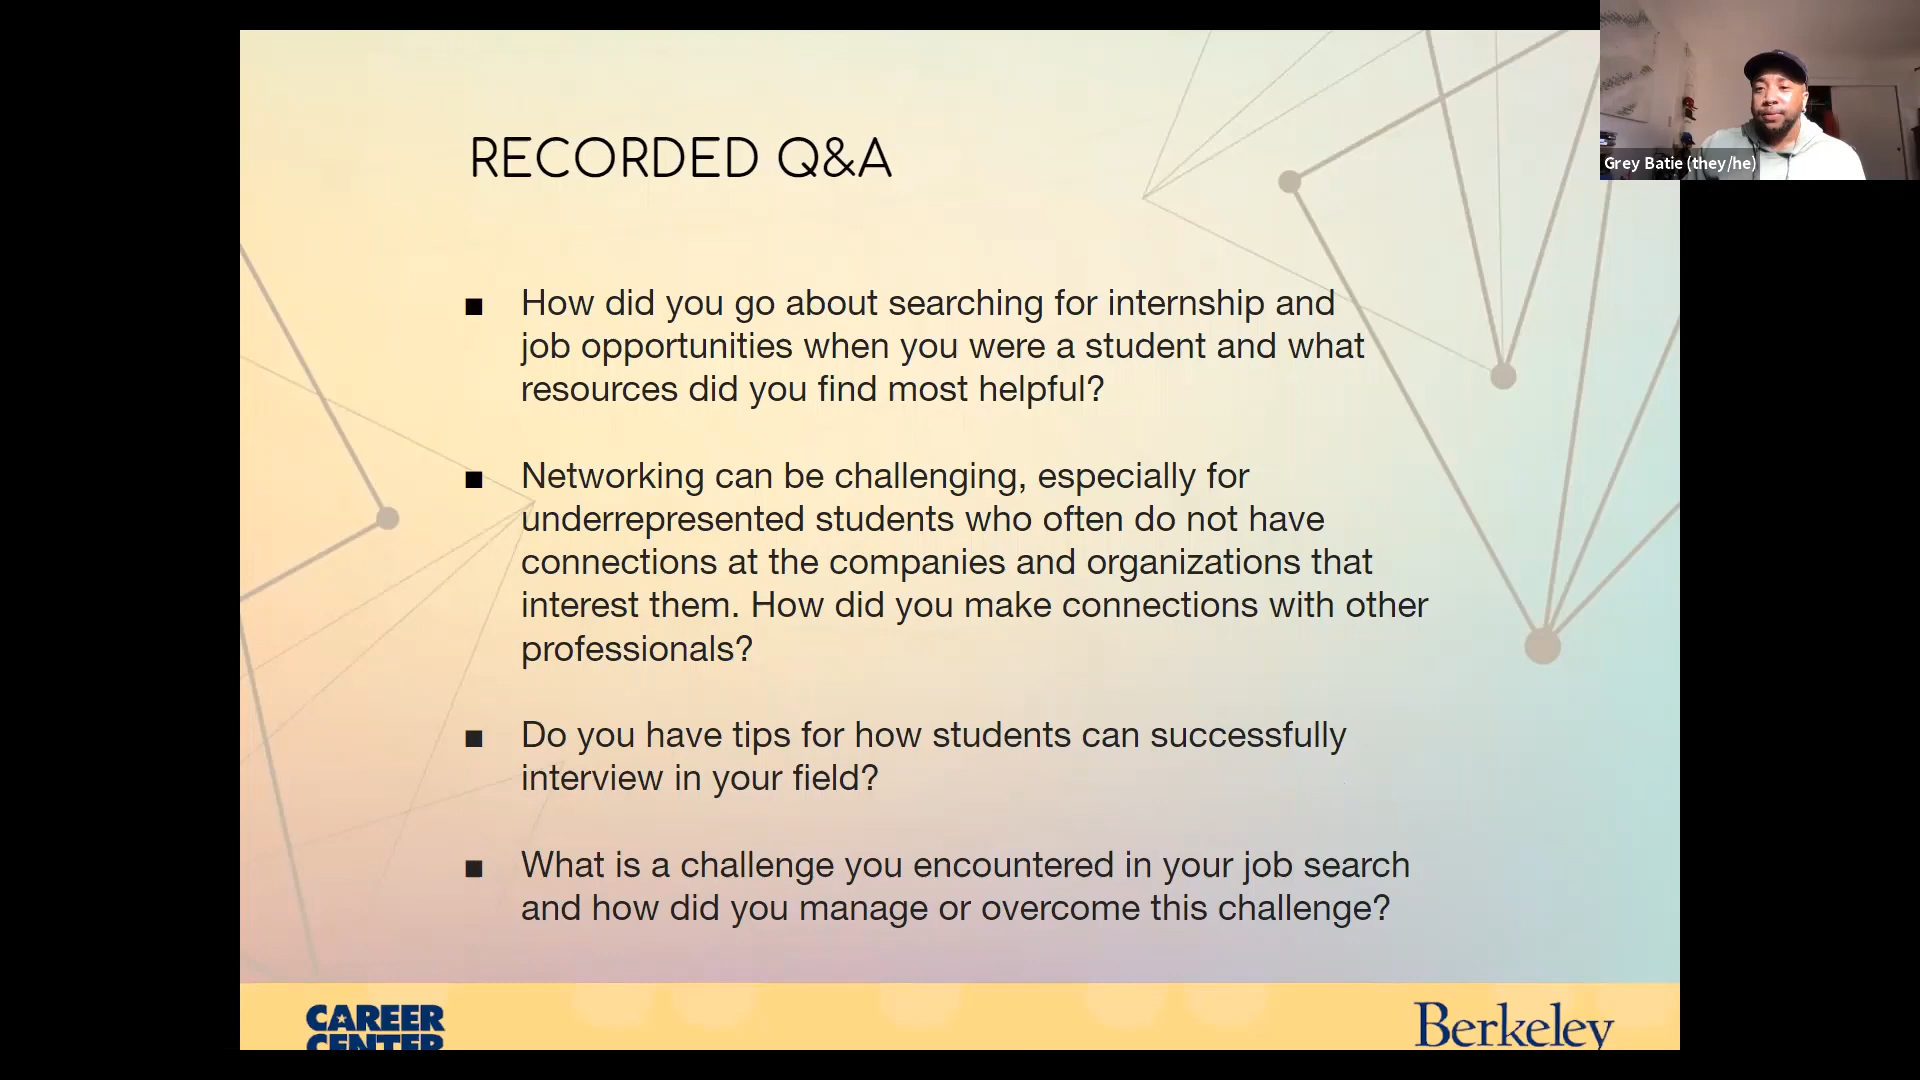 RECORDED Q&A
Grey Batie (they/he)
■ How did you go about searching for internship and
job opportunities when you were a student and what
resources did you find most helpful?
■ Networking can be challenging, especially for
underrepresented students who often do not have
connections at the companies and organizations that
interest them. How did you make connections with other
professionals?
■ Do you have tips for how students can successfully
interview in your field?
■ What is a challenge you encountered in your job search
and how did you manage or overcome this challenge?
CAREER
CENTER
Berkeley